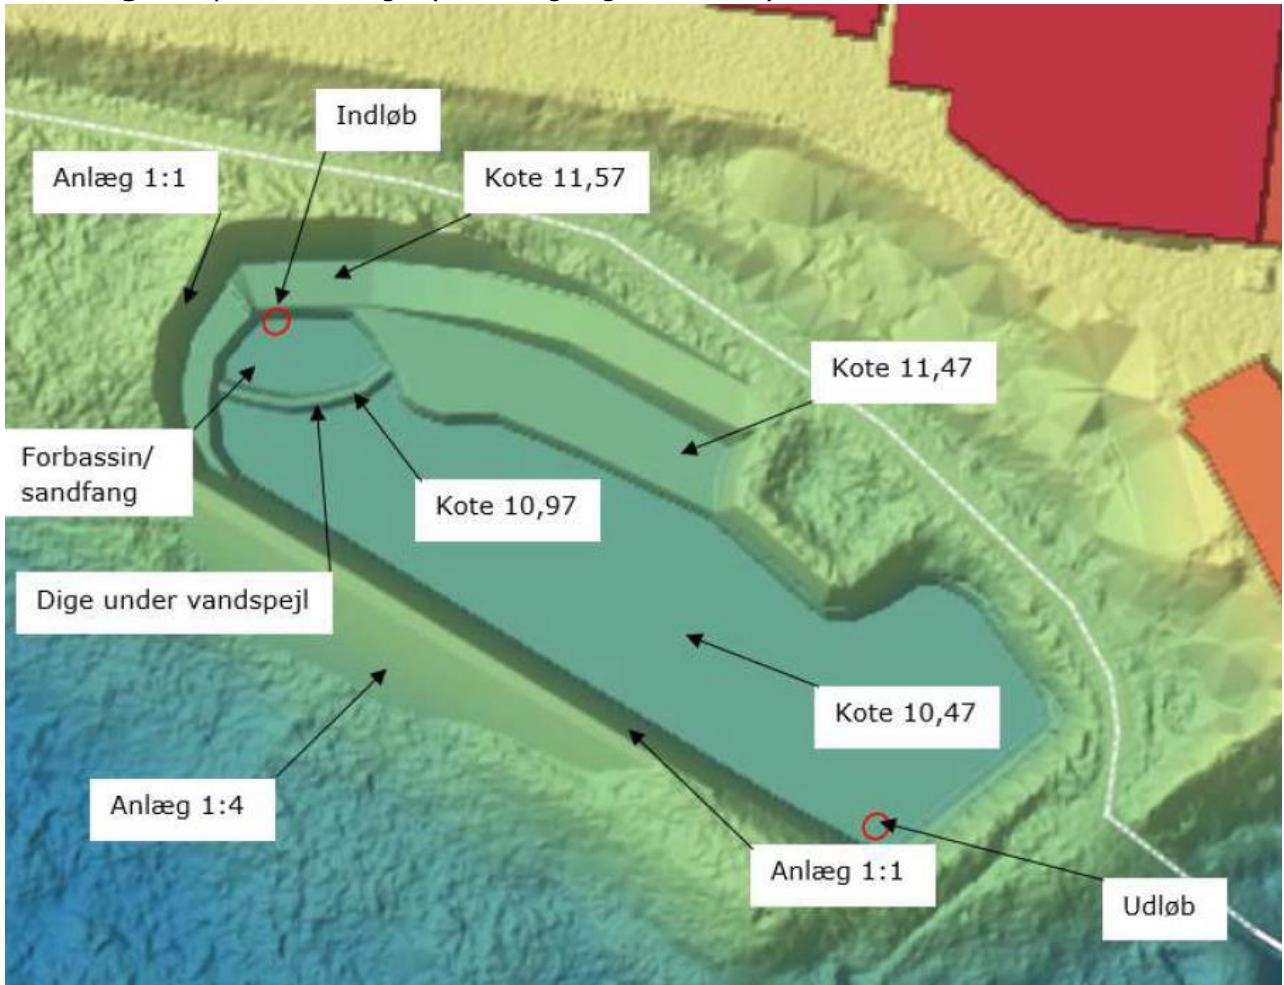 Indløb
Anlæg 1:1
Kote 11,57
Kote 11,47
Forbassin/
sandfang
Kote 10,97
Dige under vandspejl
Kote 10,47
Anlæg 1:4
Anlæg 1:1
Udløb